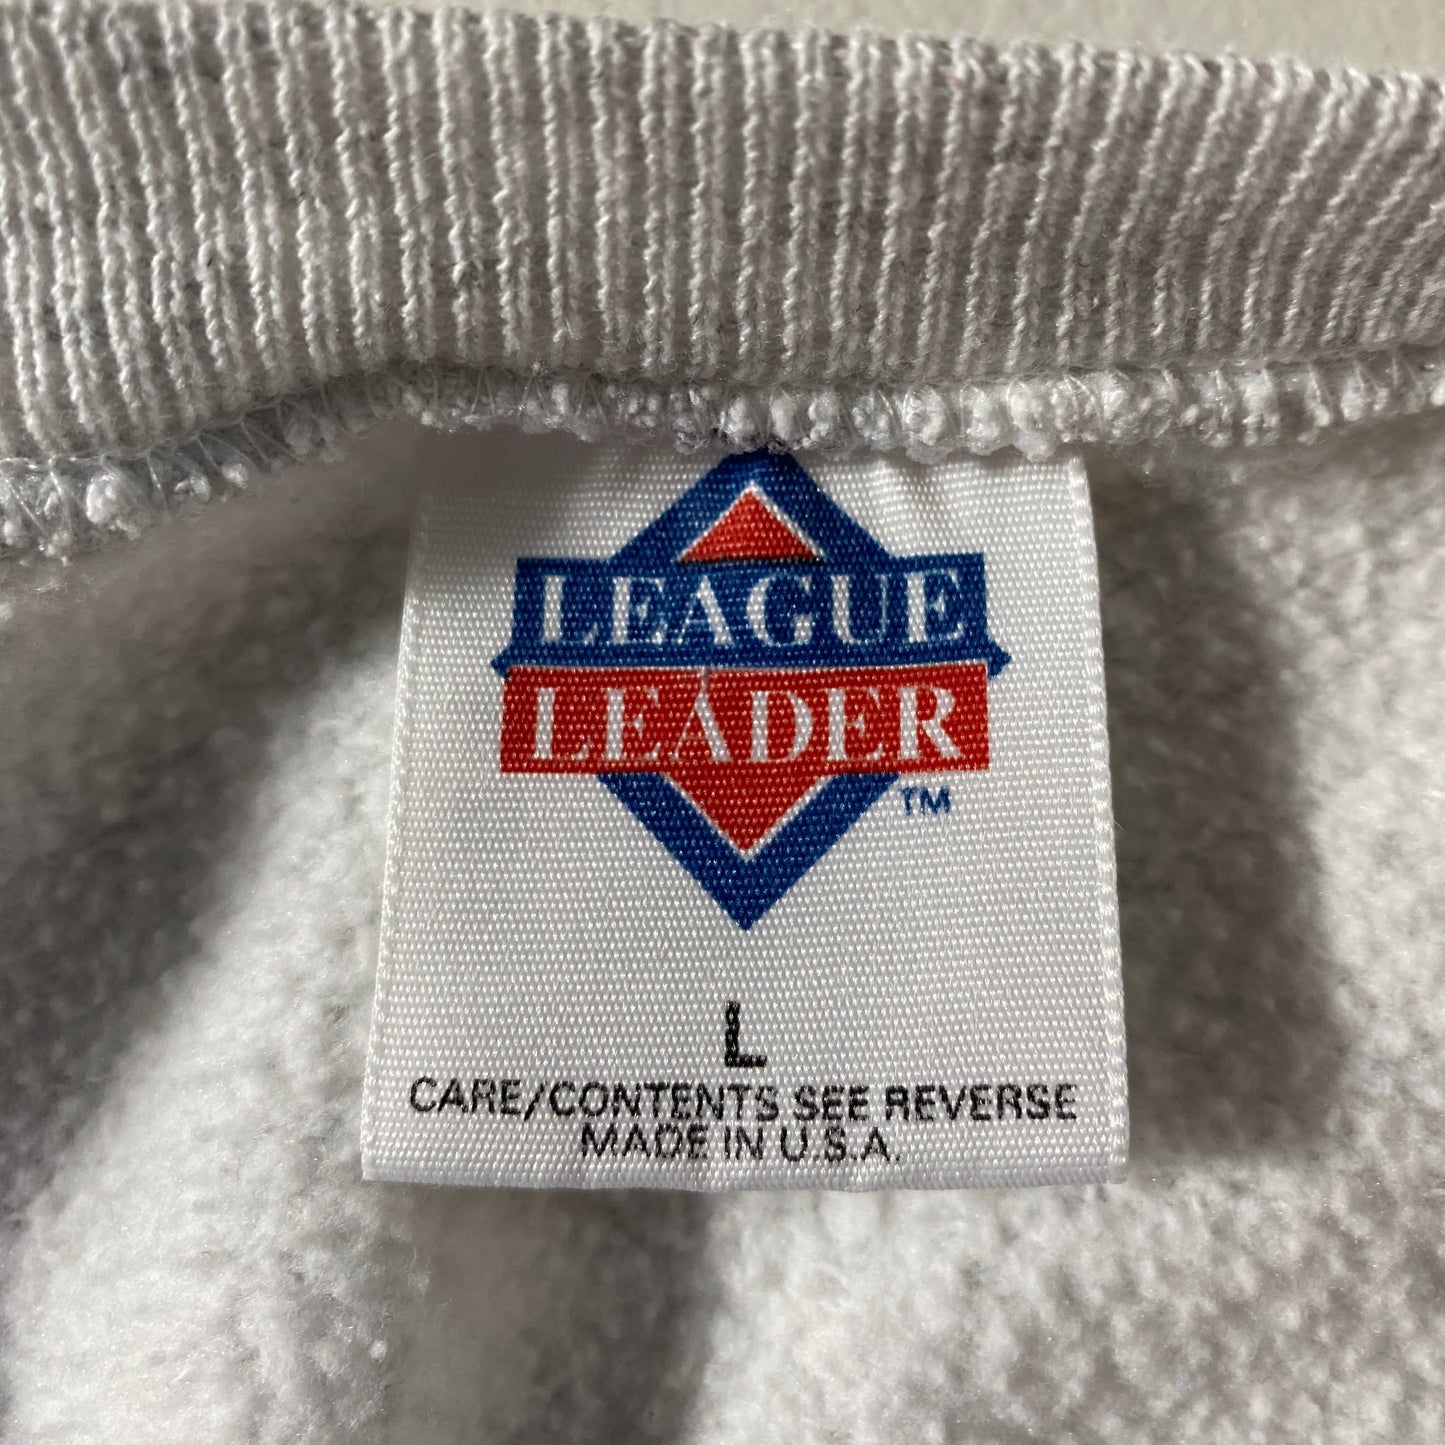 LEAGUE
LEADER
TM
L
CARE/CONTENTS SEE REVERSE
MADE IN U.S.A.